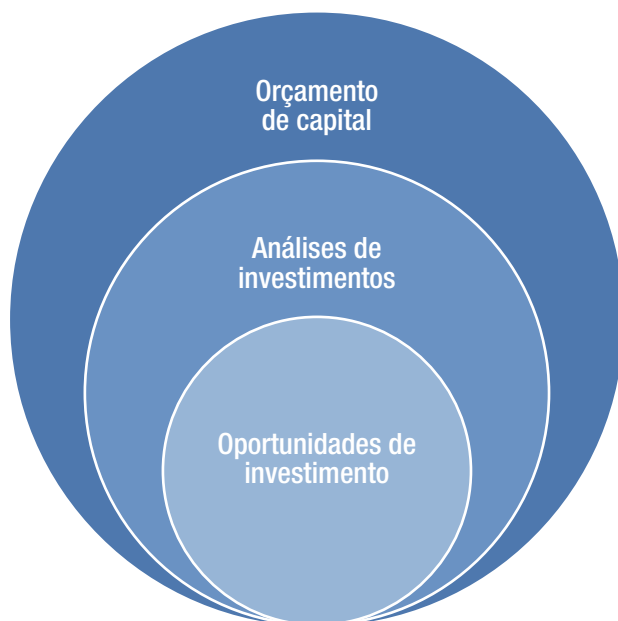 Orçamento
de capital
Análises de
investimentos
Oportunidades de
investimento